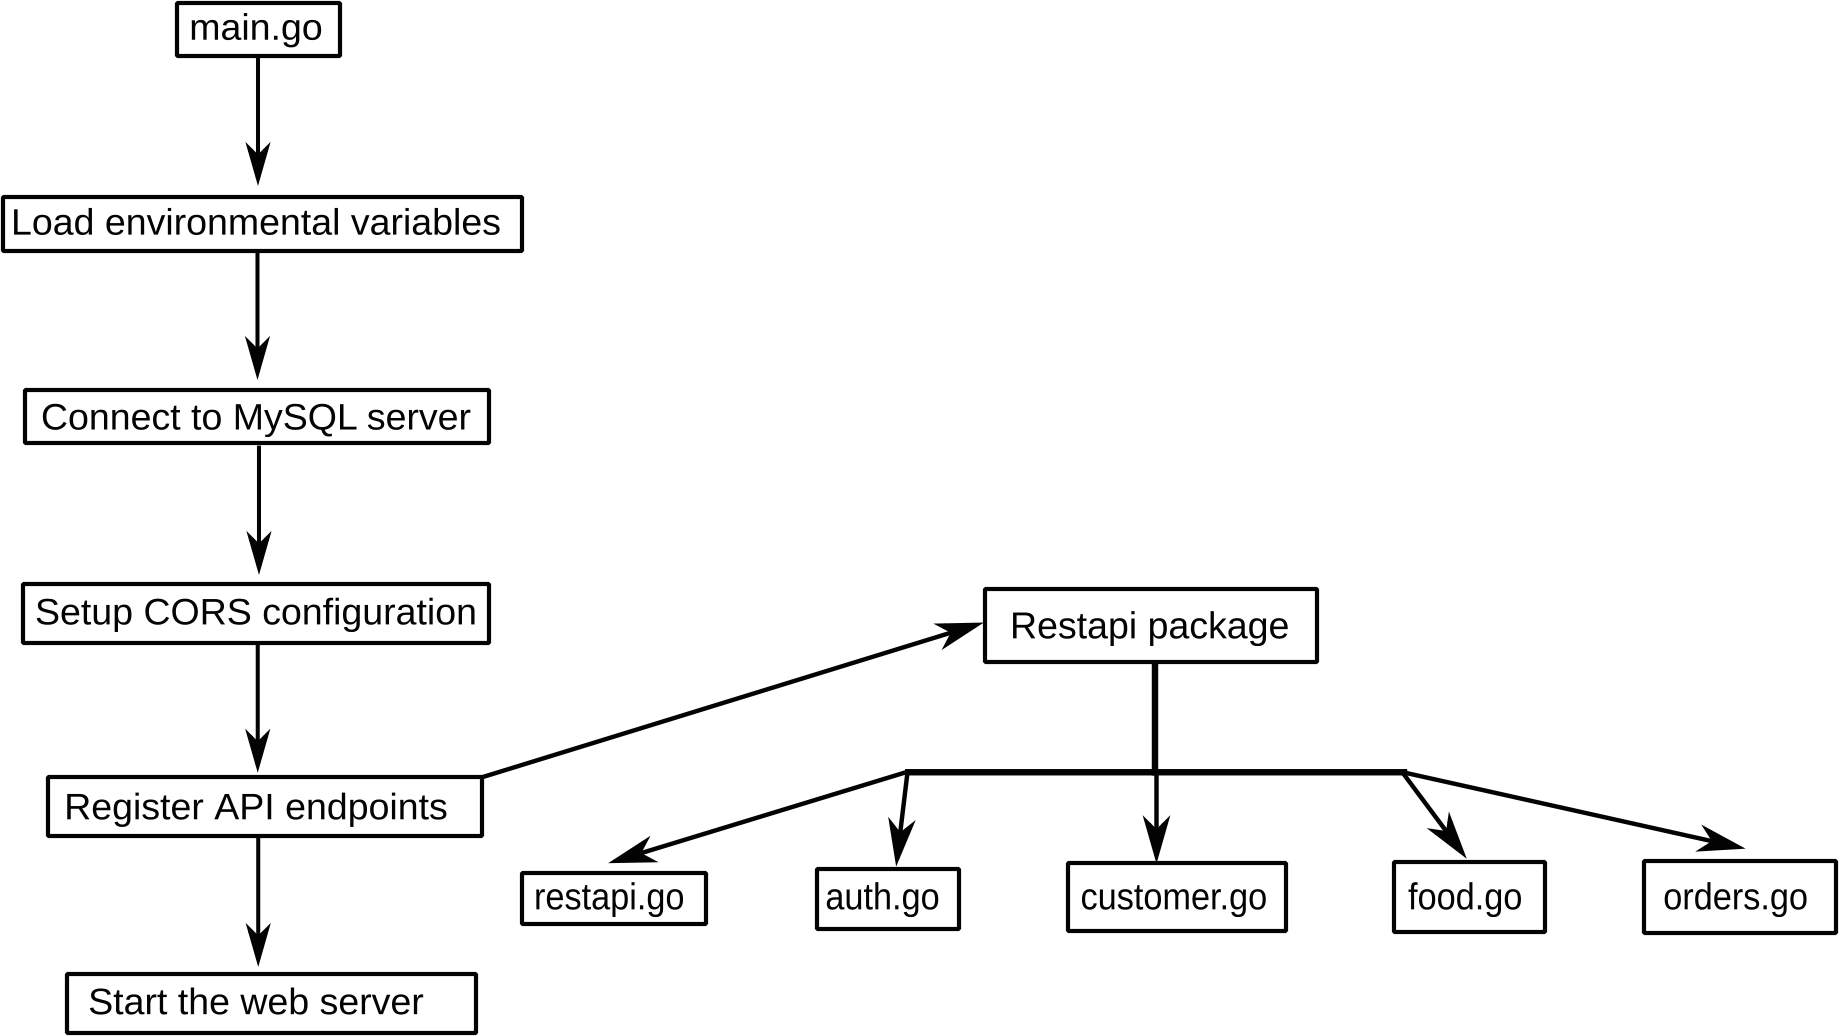 main.go
Load environmental variables
Connect to MySQL server
Setup CORS configuration
Restapi package
Register API endpoints
restapi.go
auth.go
customer.go
food.go
orders.go
Start the web server